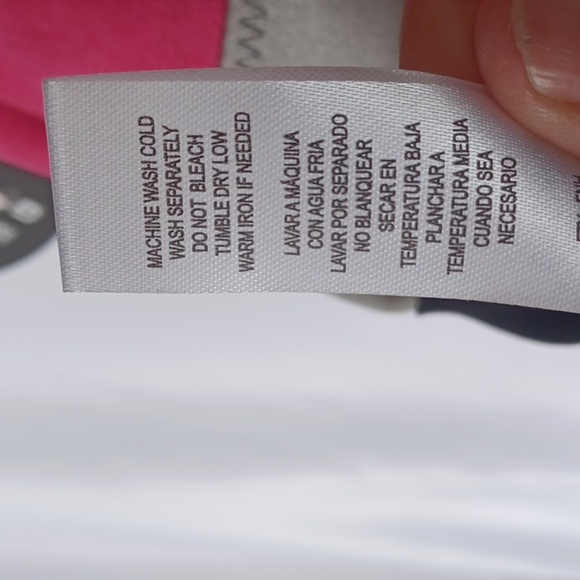 MACHINE WASH COLD
WASH SEPARATELY
DO NOT BLEACH
TUMBLE DRY LOW
WARM IRON IF NEEDED
LAVAR A MÁQUINA
CON AGUA FRIA
LAVAR POR SEPARADO
NO BLANQUEAR
SECAR EN
TEMPERATURA BAJA
PLANCHAR A
TEMPERATURA MEDIA
CUANDO SEA
NECESARIO